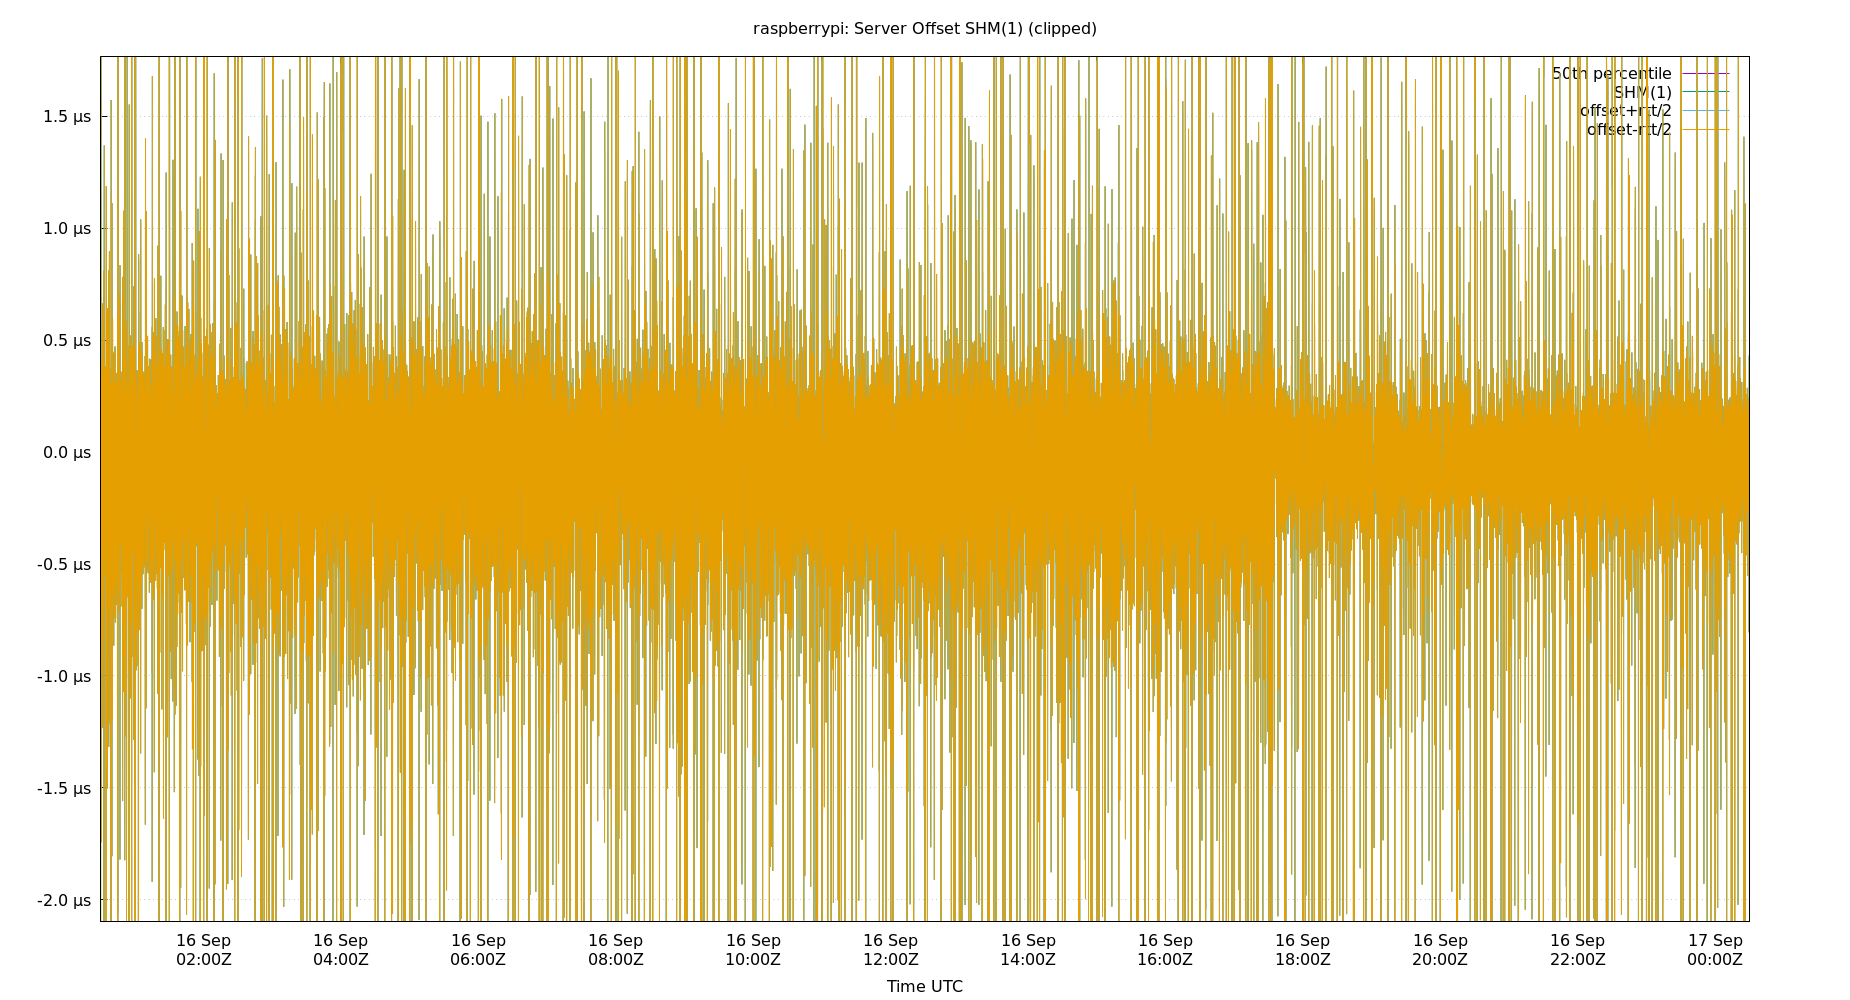 raspberrypi: Server Offset SHM(1) (clipped)
50th percentile
SHM(1)
offset+rtt/2
offset-rtt/2
1.5 µs
1.0 µs
0.5 µs
0.0 µs
-0.5 µs
-1.0 µs
-1.5 µs
-2.0 µs
16 Sep 16 Sep 16 Sep 16 Sep 16 Sep 16 Sep 16 Sep 16 Sep 16 Sep 16 Sep 16 Sep 17 Sep
02:00Z 04:00Z 06:00Z 08:00Z 10:00Z 12:00Z 14:00Z 16:00Z 18:00Z 20:00Z 22:00Z 00:00Z
Time UTC